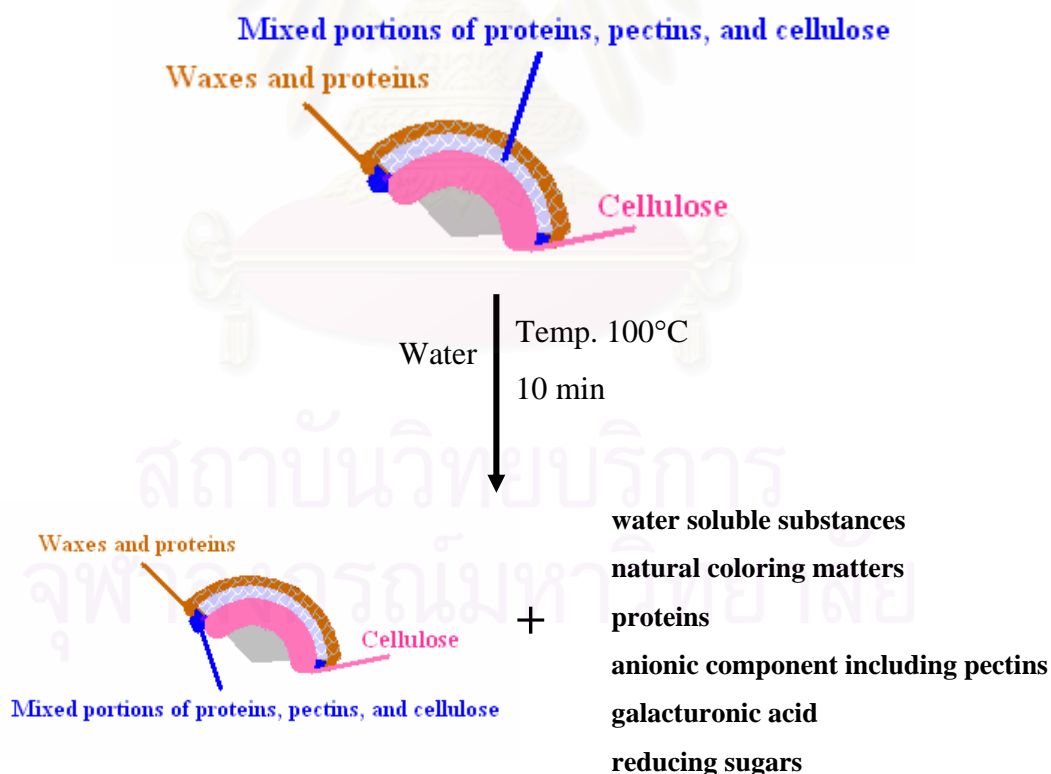 Mixed portions of proteins, pectins, and cellulose
Waxes and proteins
Cellulose
Water
Temp. 100°C
10 min
สถาบันวิทยบริการ
จุฬาลงกรณ์มหาวิทยาลัย
Waxes and proteins
Cellulose
Mixed portions of proteins, pectins, and cellulose
+
water soluble substances
natural coloring matters
proteins
anionic component including pectins
galacturonic acid
reducing sugars